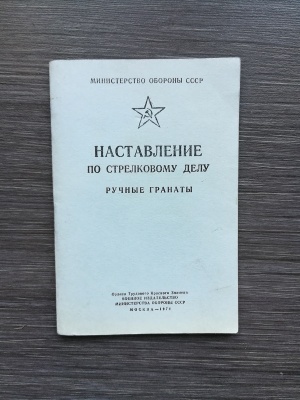 МИНИСТЕРСТВО ОБОРОНЫ СССР
НАСТАВЛЕНИЕ
ПО СТРЕЛКОВОМУ ДЕЛУ
РУЧНЫЕ ГРАНАТЫ
Ордена Трудового Красного Знамени
ВОЕННОЕ ИЗДАТЕЛЬСТВО
МИНИСТЕРСТВА ОБОРОНЫ СССР
МОСКВА —